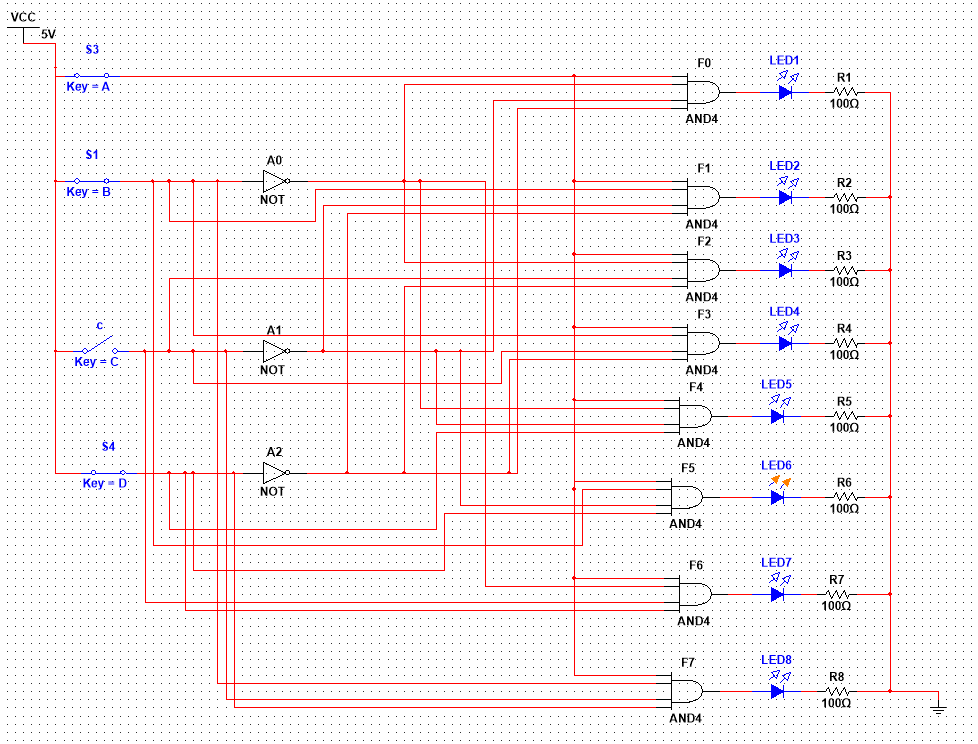 VCC
5V
S3
Key = A
S1
Key = B
c
Key = C
S4
Key = D
A0
NOT
A1
NOT
A2
NOT
F0
AND4
F1
AND4
F2
AND4
F3
AND4
F4
AND4
F5
AND4
F6
AND4
F7
AND4
LED1
R1
100Ω
LED2
R2
100Ω
LED3
R3
100Ω
LED4
R4
100Ω
LED5
R5
100Ω
LED6
R6
100Ω
LED7
R7
100Ω
LED8
R8
100Ω